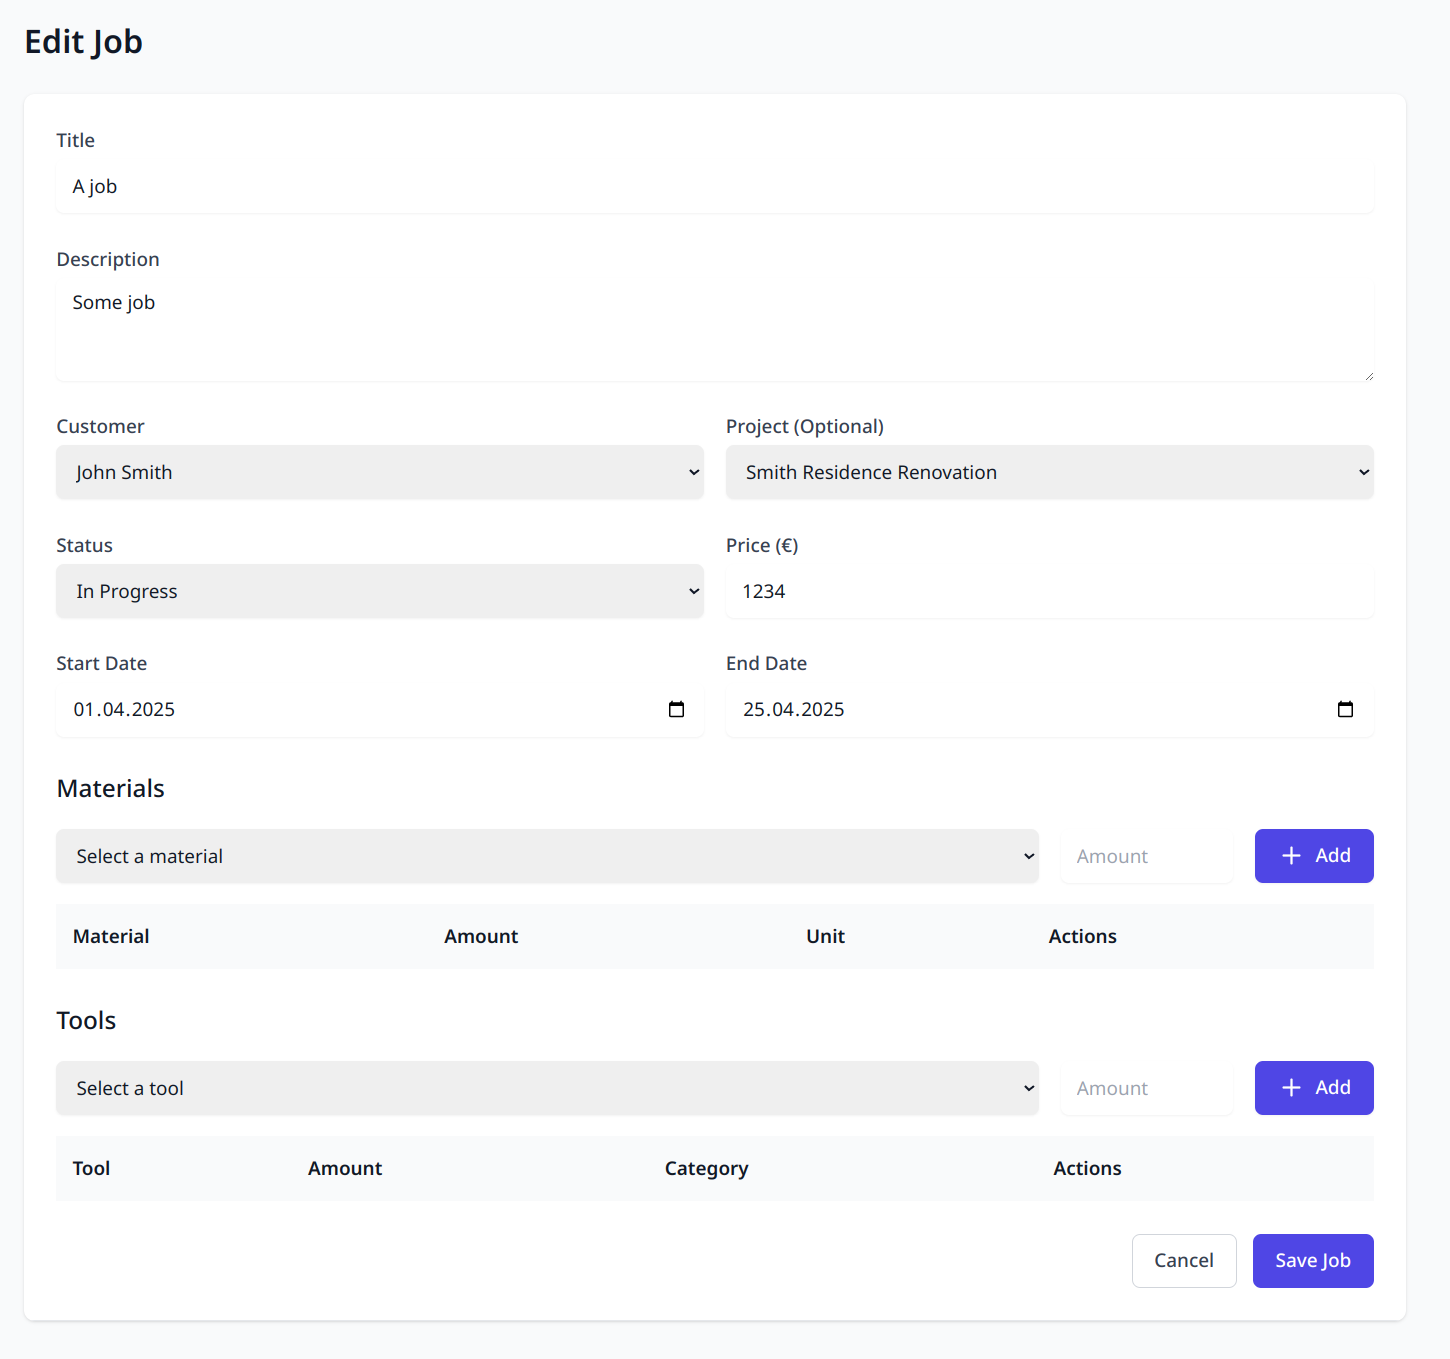 Edit Job
Title
A job
Description
Some job
Customer
Project (Optional)
John Smith
Smith Residence Renovation
Status
Price (€)
In Progress
1234
Start Date
End Date
01.04.2025
25.04.2025
Materials
Select a material
Amount
Add
Material Amount Unit Actions
Tools
Select a tool
Amount
Add
Tool Amount Category Actions
Cancel
Save Job